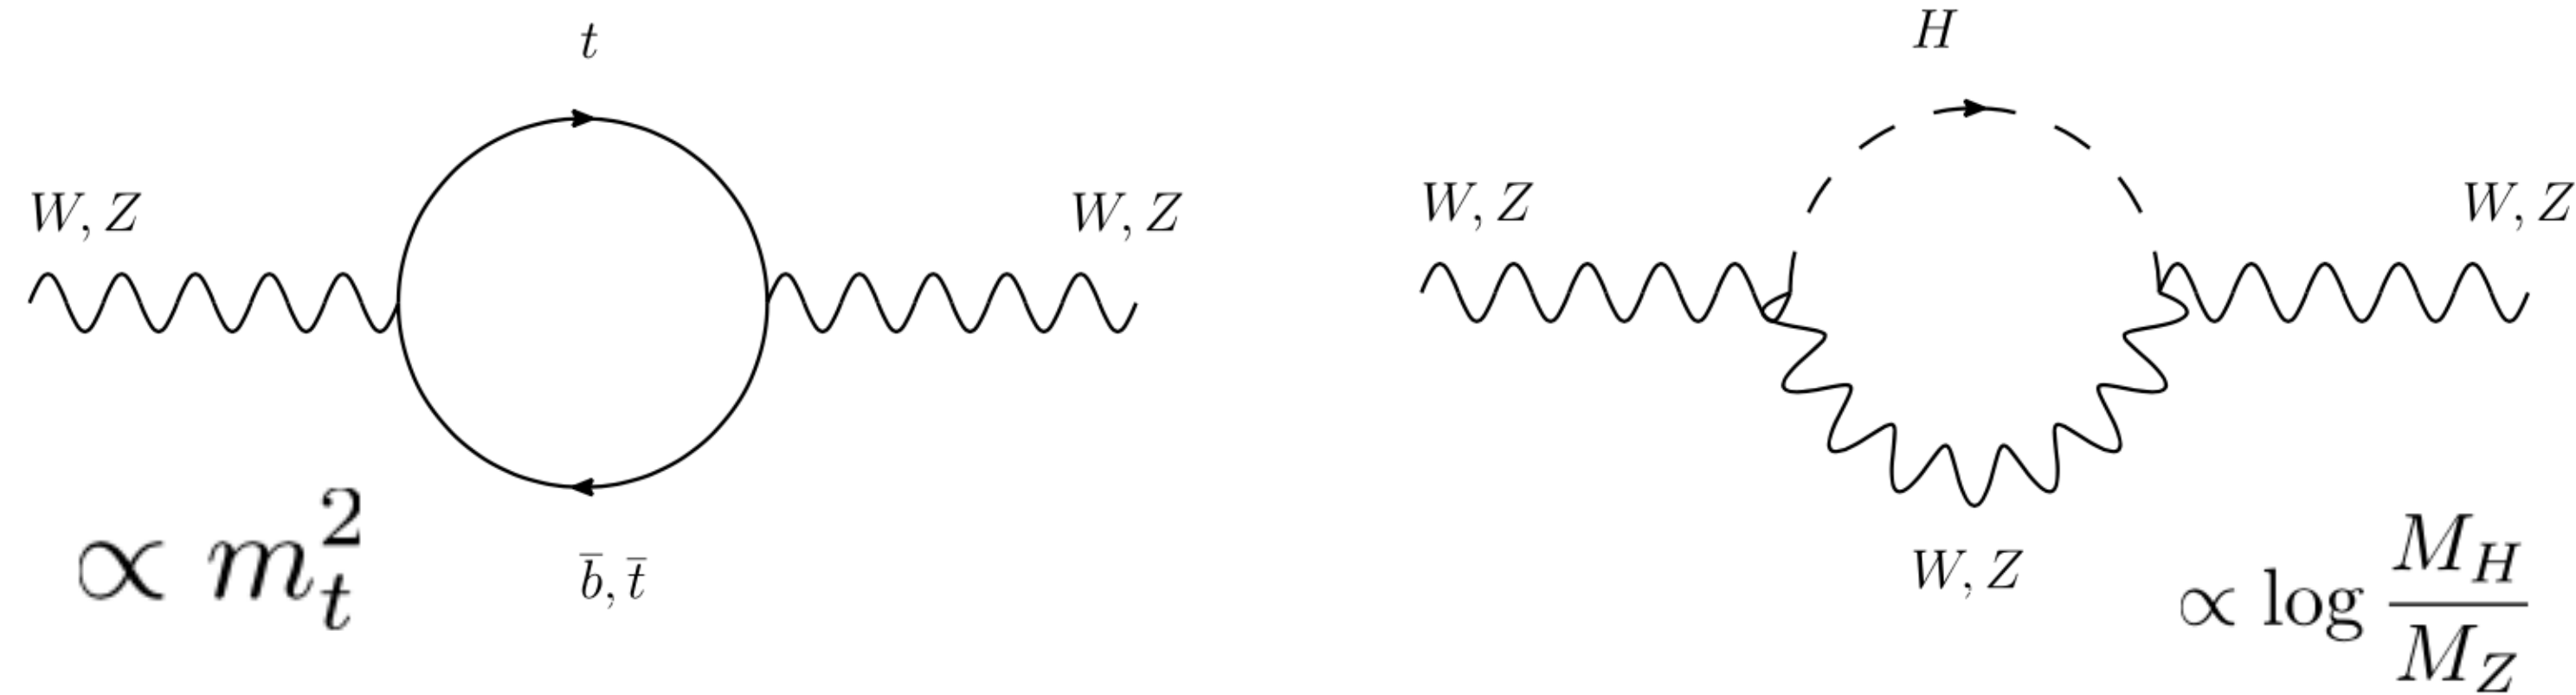 t
W, Z
W, Z
b̄, t̄
∝ m_t^2
H
W, Z
W, Z
W, Z
∝ log M_H / M_Z